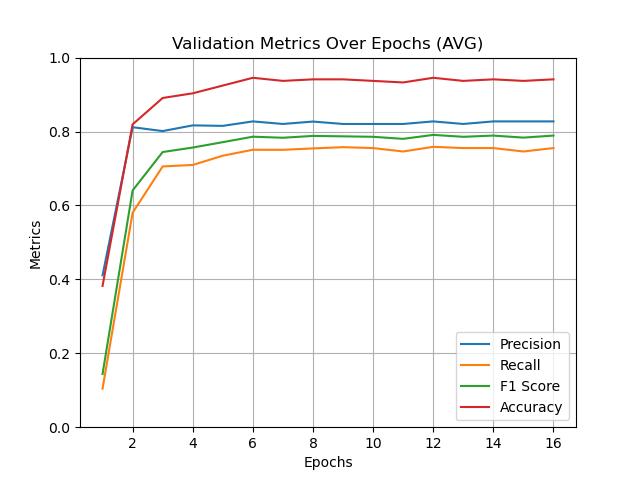 Validation Metrics Over Epochs (AVG)
1.0
0.8
0.6
0.4
0.2
0.0
Metrics
2 4 6 8 10 12 14 16
Epochs
Precision
Recall
F1 Score
Accuracy